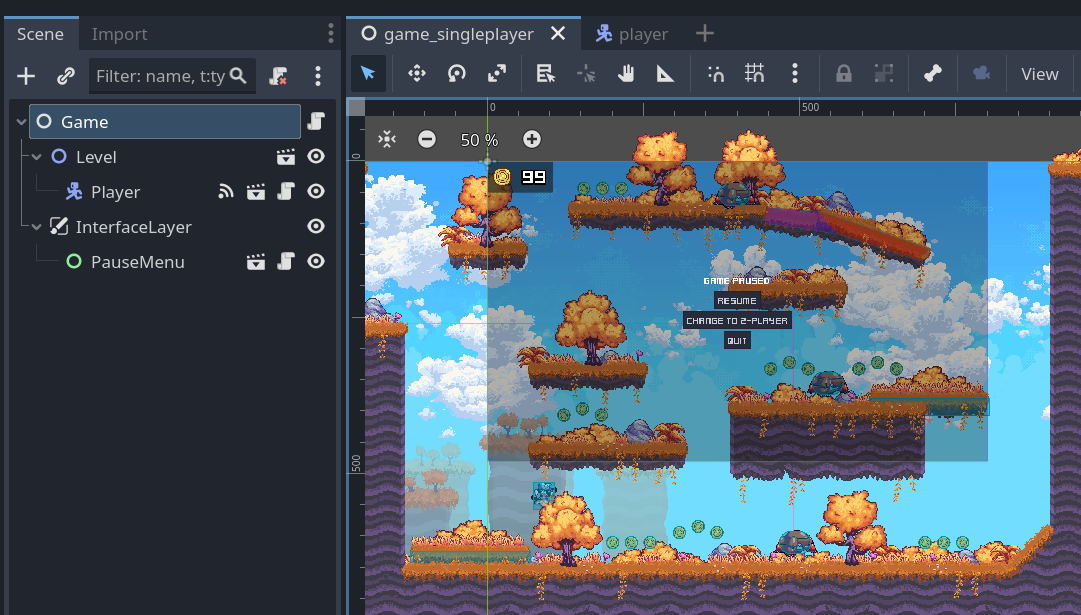 Scene Import
game_singleplayer player
Filter: name, t:ty
View
Game
Level
Player
InterfaceLayer
PauseMenu
0 500
50 %
0
500
99
GAME PAUSED
RESUME
CHANGE TO 2-PLAYER
QUIT